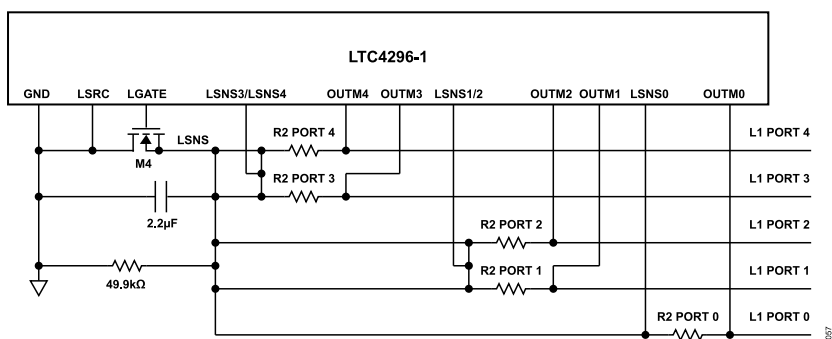 LTC4296-1
GND LSRC LGATE LSNS3/LSNS4 OUTM4 OUTM3 LSNS1/2 OUTM2 OUTM1 LSNS0 OUTM0
LSNS R2 PORT 4 L1 PORT 4
M4
R2 PORT 3 L1 PORT 3
2.2μF
R2 PORT 2 L1 PORT 2
R2 PORT 1 L1 PORT 1
49.9kΩ
R2 PORT 0 L1 PORT 0
057